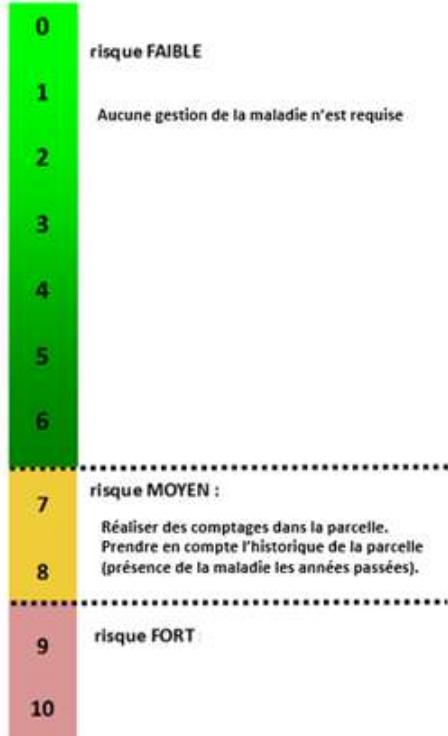 0
risque FAIBLE
1
Aucune gestion de la maladie n'est requise
2
3
4
5
6
risque MOYEN :
7
Réaliser des comptages dans la parcelle.
Prendre en compte l'historique de la parcelle
8
(présence de la maladie les années passées).
9
risque FORT
10